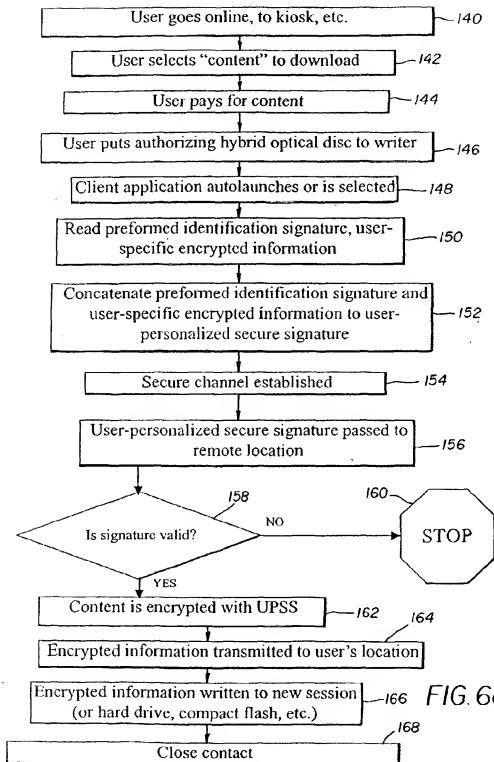 User goes online, to kiosk, etc.
140
User selects "content" to download
142
User pays for content
144
User puts authorizing hybrid optical disc to writer
146
Client application autolaunches or is selected
148
Read preformed identification signature, user-
specific encrypted information
150
Concatenate preformed identification signature and
user-specific encrypted information to user-
personalized secure signature
152
Secure channel established
154
User-personalized secure signature passed to
remote location
156
158
Is signature valid?
NO
160
STOP
YES
Content is encrypted with UPSS
162
164
Encrypted information transmitted to user's location
Encrypted information written to new session
(or hard drive, compact flash, etc.)
166
FIG. 6
168
Close contact